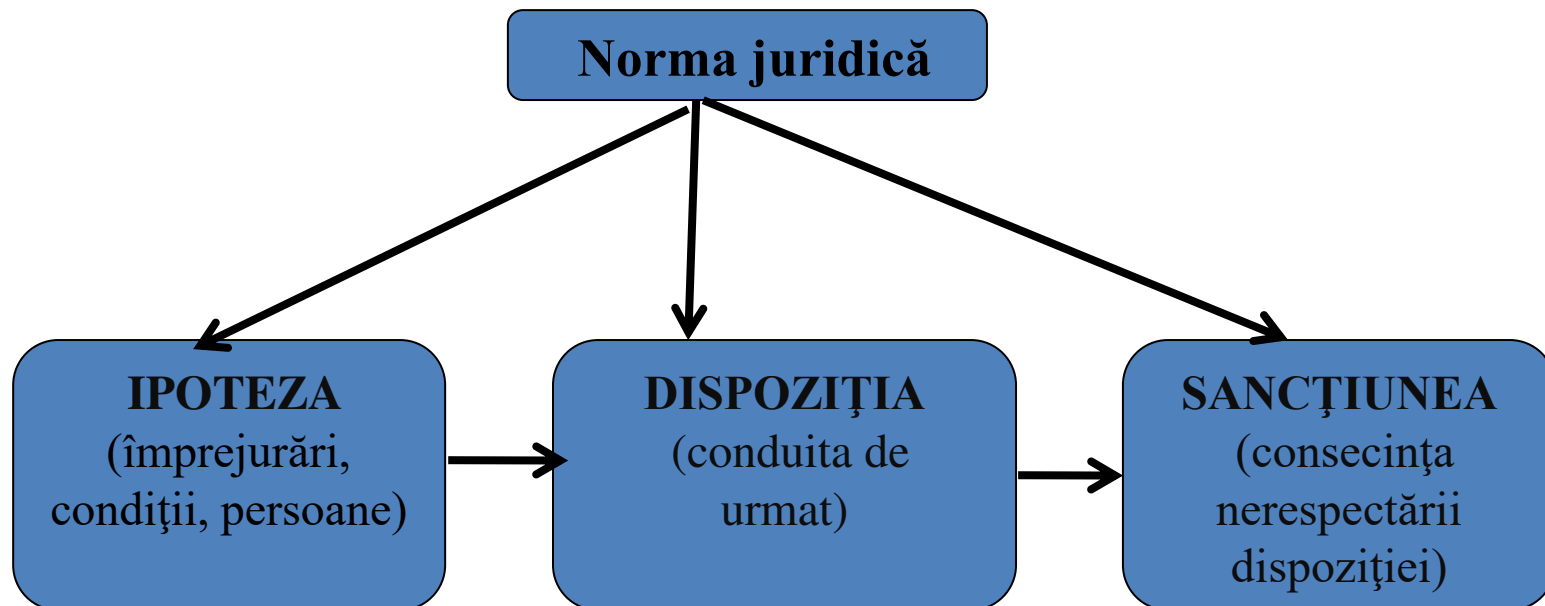 Norma juridică
IPOTEZA
(împrejurări,
condiţii, persoane)
DISPOZIŢIA
(conduita de
urmat)
SANCŢIUNEA
(consecinţa
nerespectării
dispoziţiei)